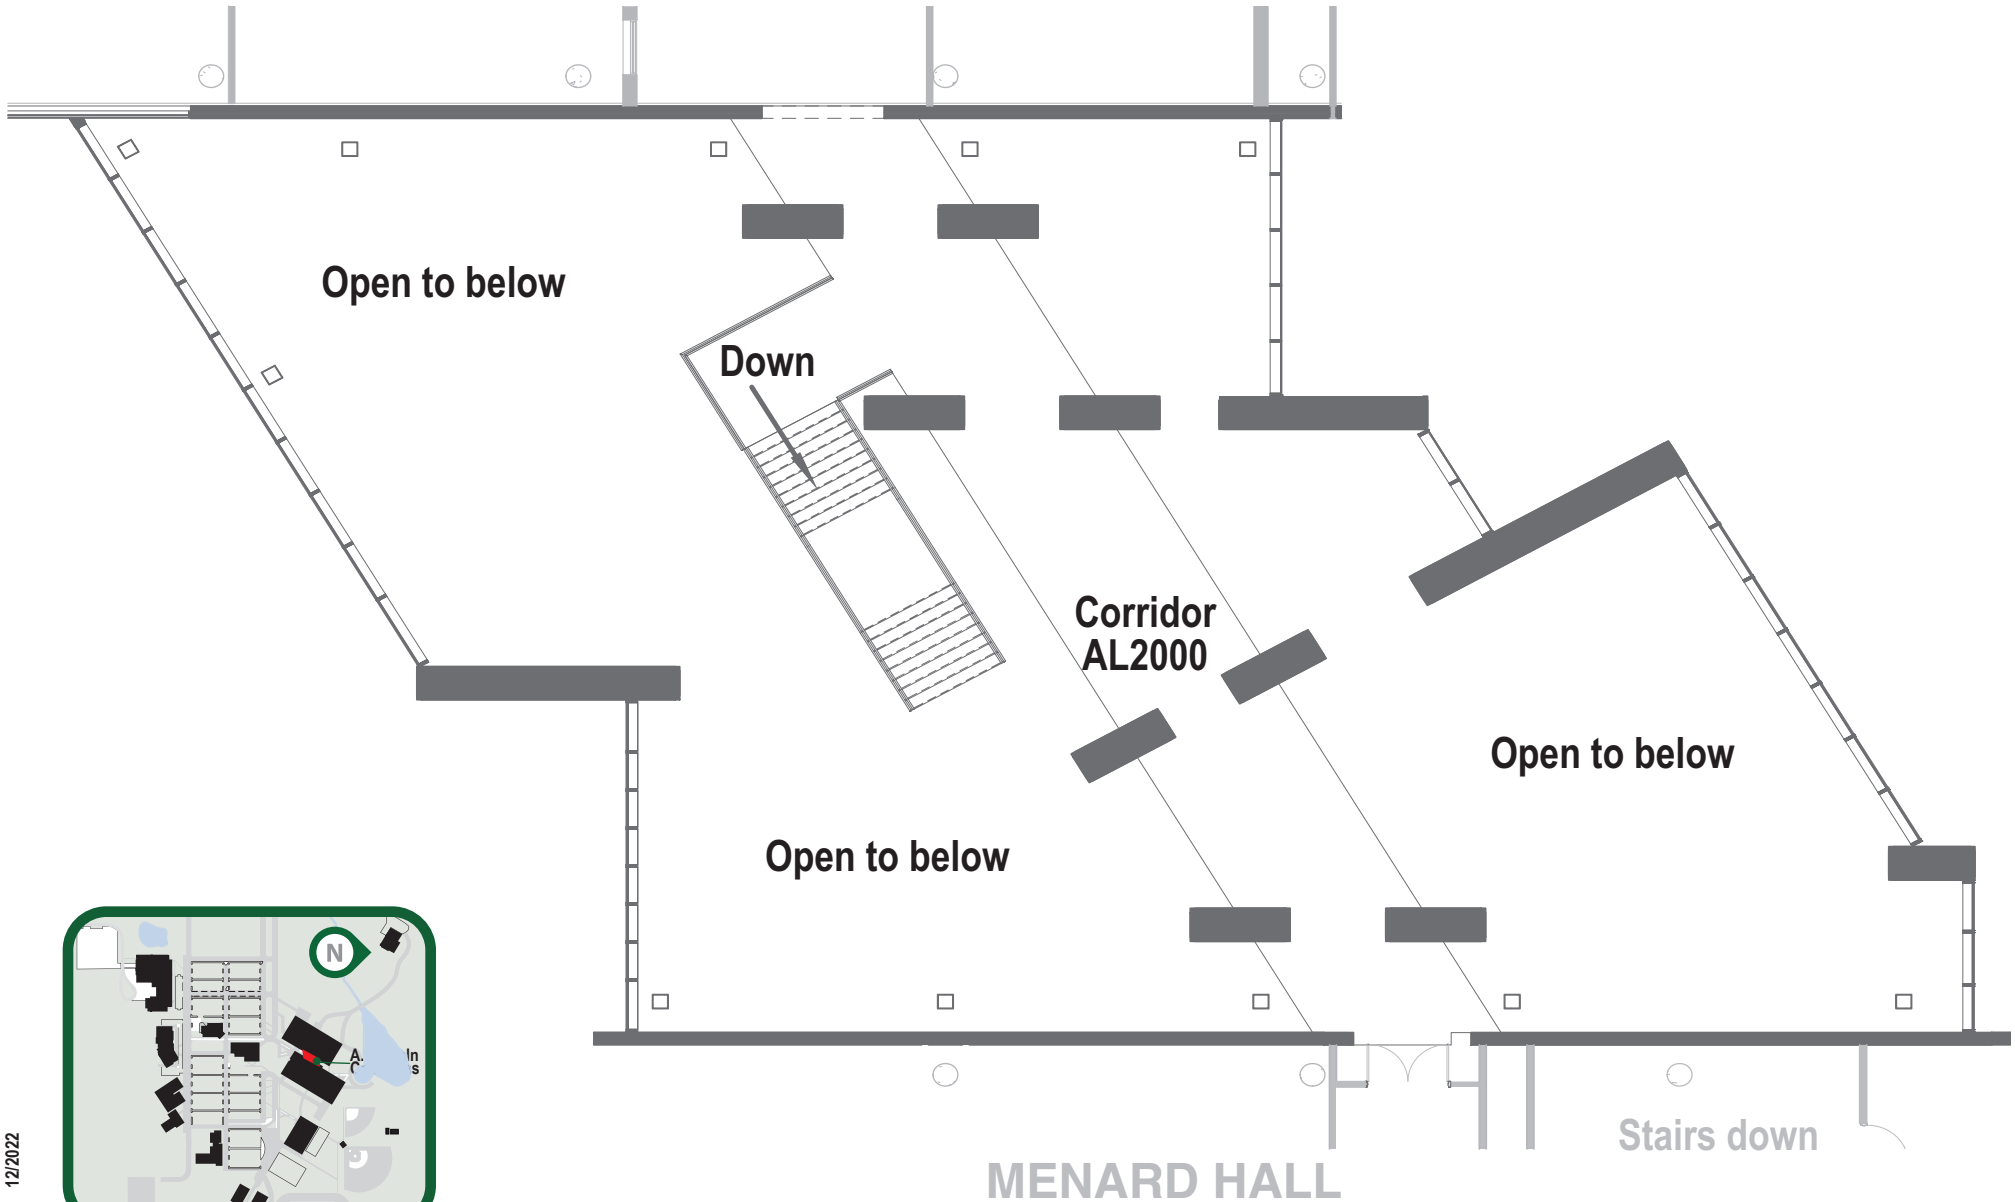 Open to below
Down
Corridor
AL2000
Open to below
Open to below
N
A.
12/2022
Stairs down
MENARD HALL